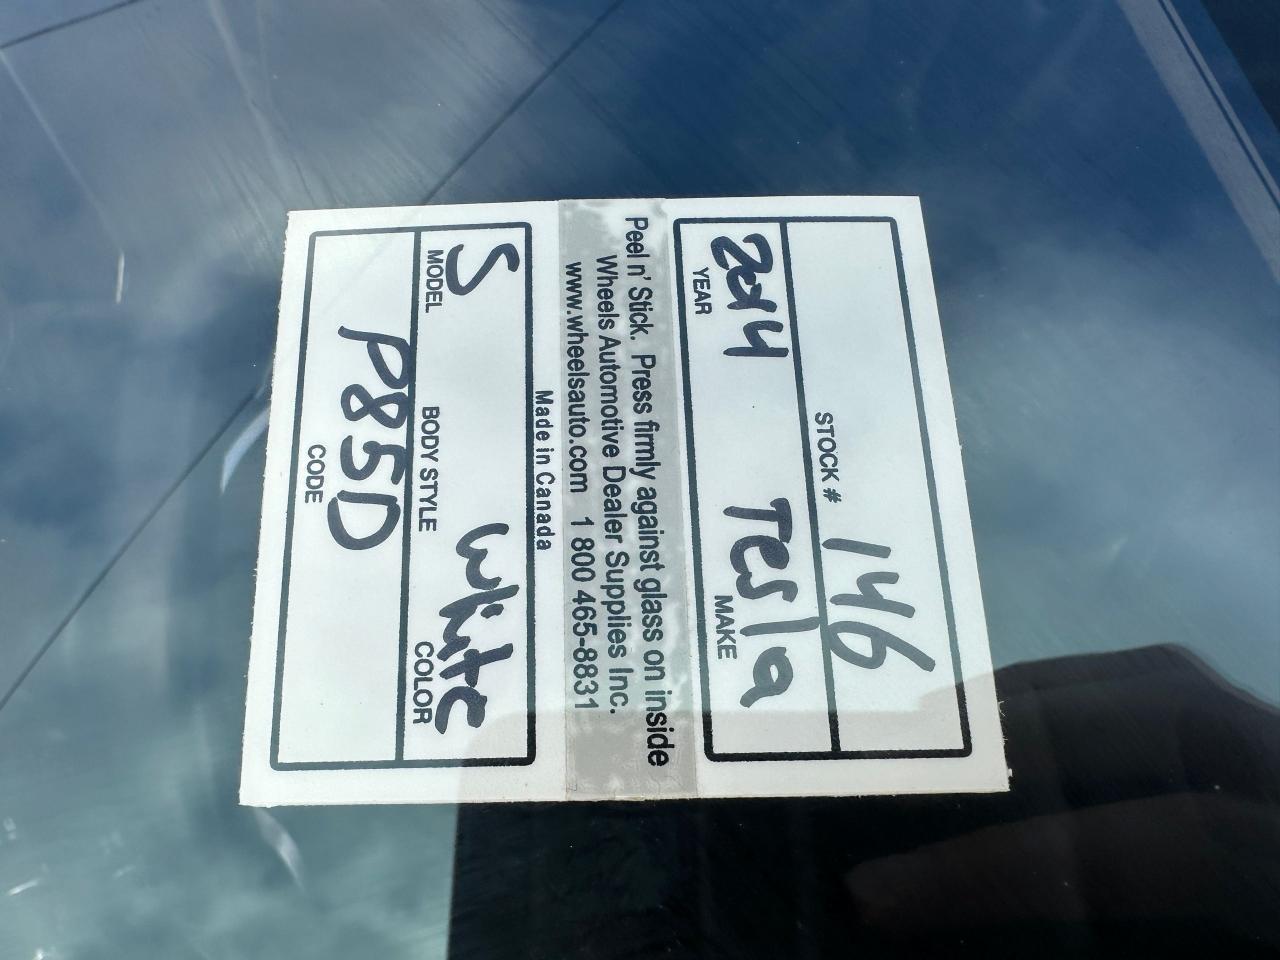 146
STOCK #
2014 Tesla
YEAR MAKE
Peel n' Stick. Press firmly against glass on inside
Wheels Automotive Dealer Supplies Inc.
www.wheelsauto.com 1 800 465-8831
Made in Canada
S White
MODEL BODY STYLE COLOR
P85D
CODE